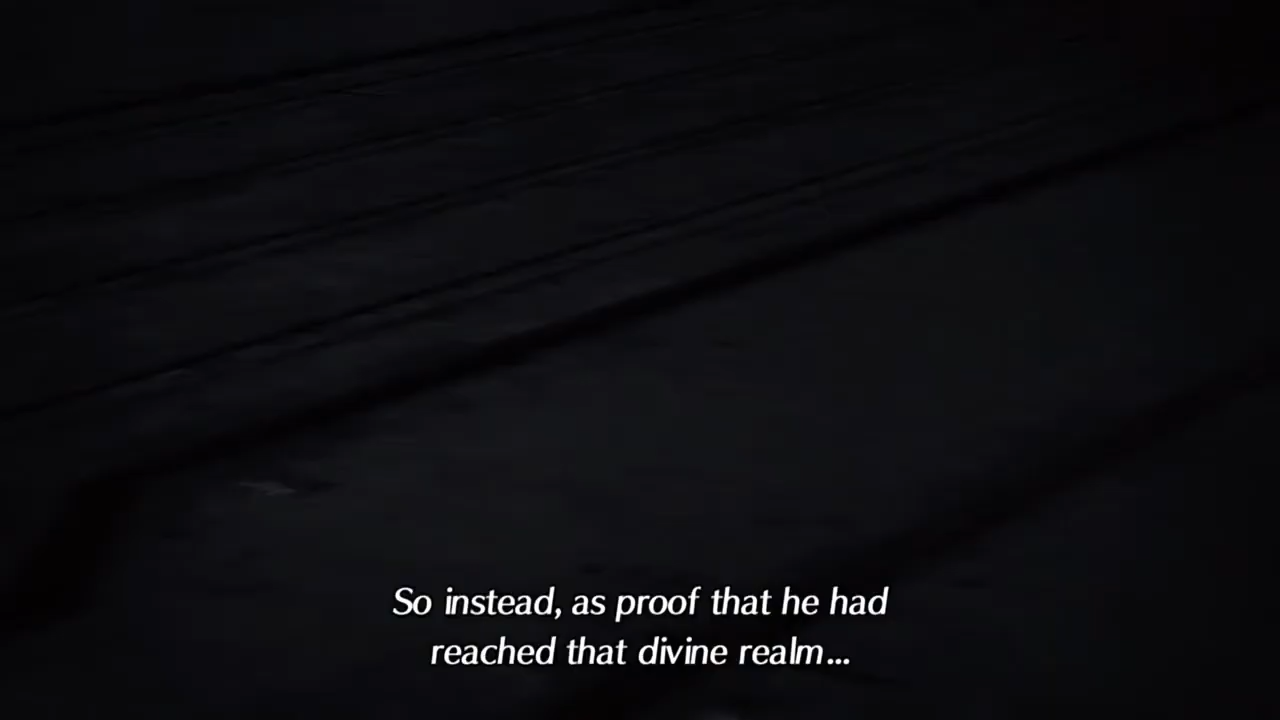 So instead, as proof that he had
reached that divine realm...